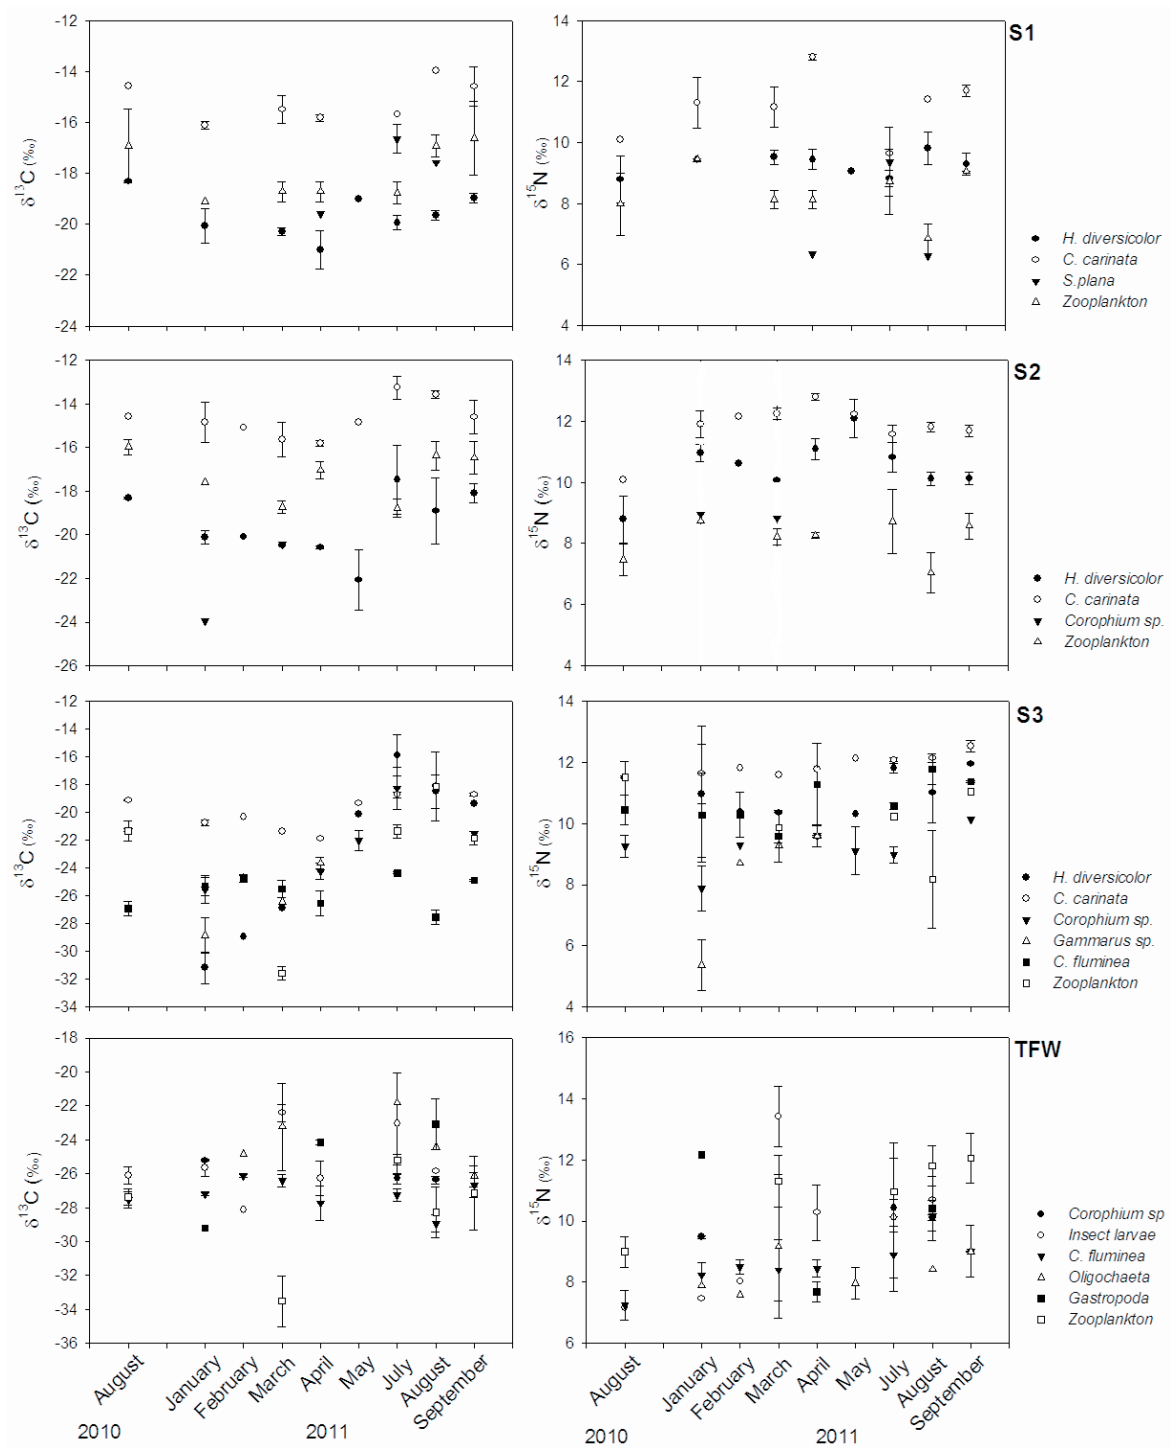 S1
δ13C (‰)
-12
-14
-16
-18
-20
-22
-24
δ15N (‰)
14
12
10
8
6
4
H. diversicolor
C. carinata
S.plana
Zooplankton
S2
δ13C (‰)
-12
-14
-16
-18
-20
-22
-24
-26
δ15N (‰)
14
12
10
8
6
4
H. diversicolor
C. carinata
Corophium sp.
Zooplankton
S3
δ13C (‰)
-12
-14
-16
-18
-20
-22
-24
-26
-28
-30
-32
-34
δ15N (‰)
14
12
10
8
6
4
H. diversicolor
C. carinata
Corophium sp.
Gammarus sp.
C. fluminea
Zooplankton
TFW
δ13C (‰)
-18
-20
-22
-24
-26
-28
-30
-32
-34
-36
δ15N (‰)
16
14
12
10
8
6
Corophium sp
Insect larvae
C. fluminea
Oligochaeta
Gastropoda
Zooplankton
August
January
February
March
April
May
July
August
September
2010
2011
August
January
February
March
April
May
July
August
September
2010
2011